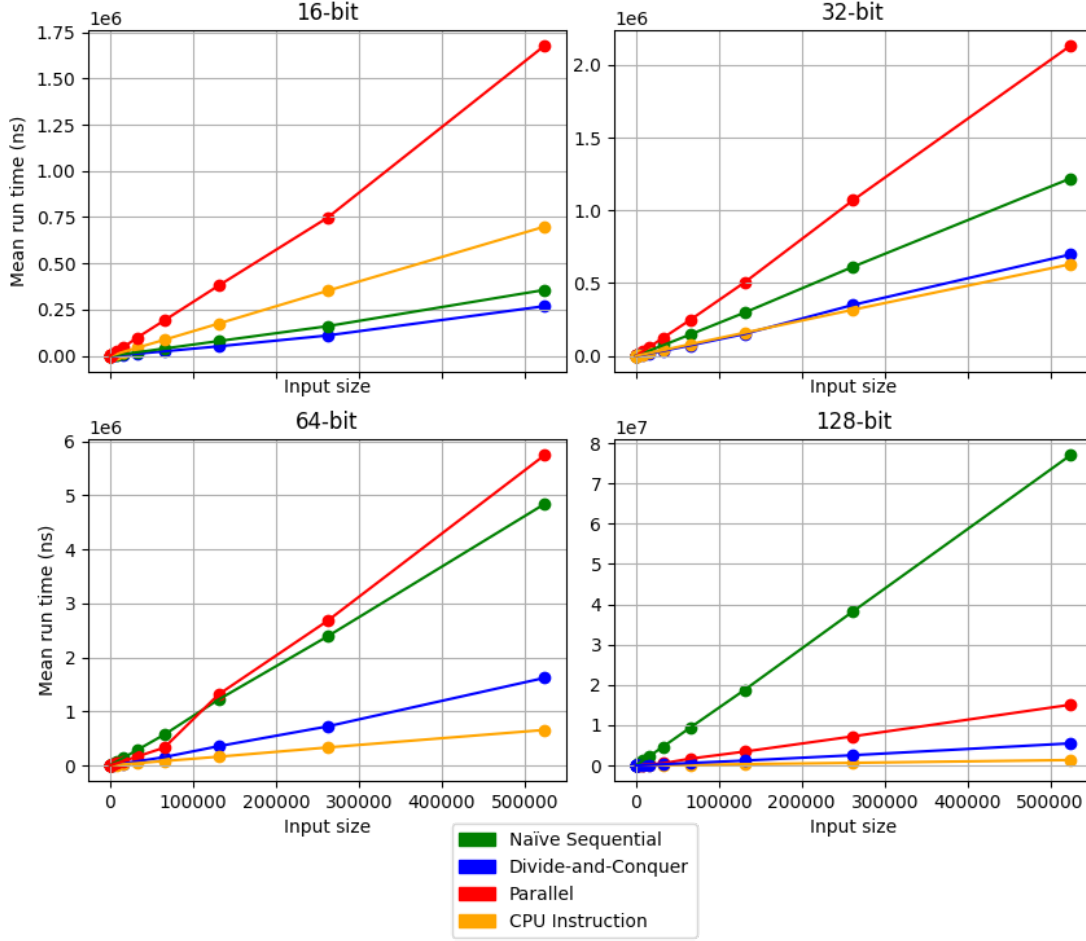 16-bit
1e6
Mean run time (ns)
1.75
1.50
1.25
1.00
0.75
0.50
0.25
0.00
Input size
32-bit
1e6
2.0
1.5
1.0
0.5
0.0
Input size
64-bit
1e6
Mean run time (ns)
6
5
4
3
2
1
0
0 100000 200000 300000 400000 500000
Input size
128-bit
1e7
8
7
6
5
4
3
2
1
0
0 100000 200000 300000 400000 500000
Input size
Naïve Sequential
Divide-and-Conquer
Parallel
CPU Instruction